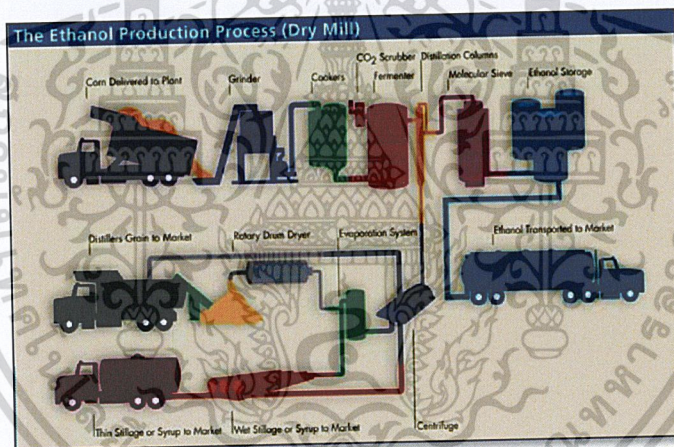 The Ethanol Production Process (Dry Mill)
CO2 Scrubber
Distillation Columns
Corn Delivered to Plant
Grinder
Cookers
Fermenter
Molecular Sieve
Ethanol Storage
Distillers Grain to Market
Rotary Drum Dryer
Evaporation System
Ethanol Transported to Market
Thin Stillage or Syrup to Market
Wet Stillage or Syrup to Market
Centrifuge